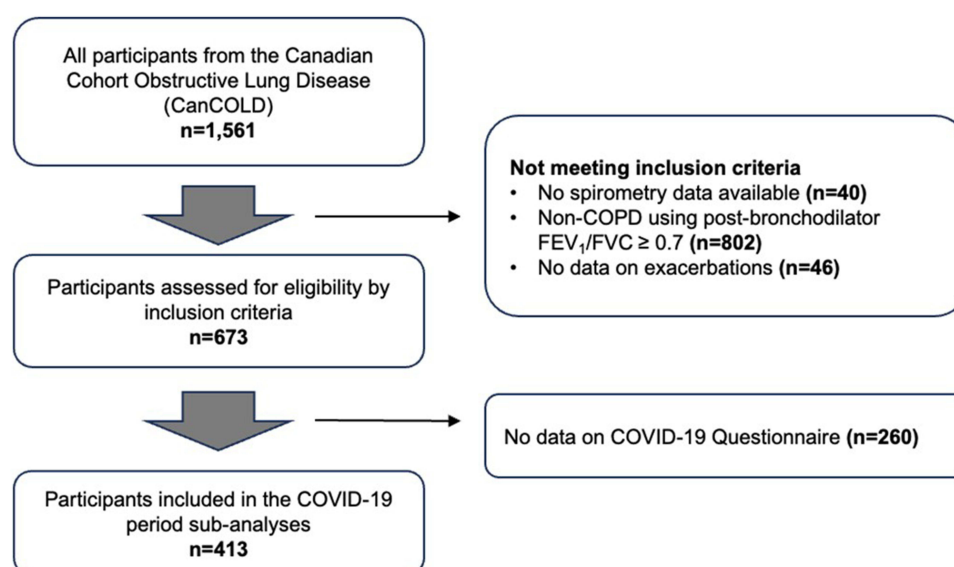 All participants from the Canadian
Cohort Obstructive Lung Disease
(CanCOLD)
n=1,561
Not meeting inclusion criteria
• No spirometry data available (n=40)
• Non-COPD using post-bronchodilator
FEV₁/FVC ≥ 0.7 (n=802)
• No data on exacerbations (n=46)
Participants assessed for eligibility by
inclusion criteria
n=673
No data on COVID-19 Questionnaire (n=260)
Participants included in the COVID-19
period sub-analyses
n=413